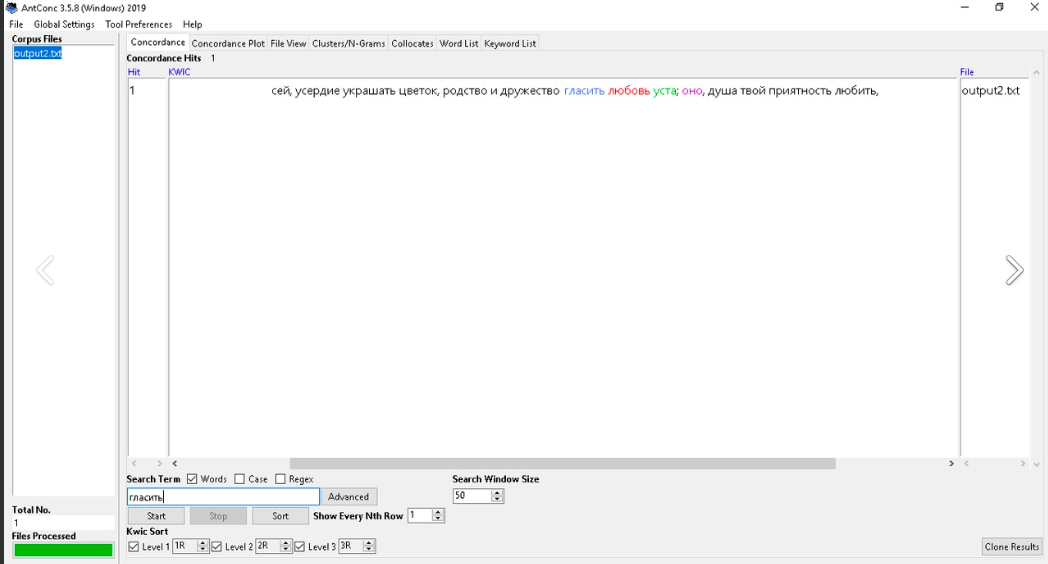 AntConc 3.5.8 (Windows) 2019
File Global Settings Tool Preferences Help
Corpus Files
output2.txt
Concordance Concordance Plot File View Clusters/N-Grams Collocates Word List Keyword List
Concordance Hits 1
Hit KWIC File
1 сей, усердие украшать цветок, родство и дружество гласить любовь уста; оно, душа твой приятность любить, output2.txt
Search Term Words Case Regex Search Window Size
гласить Advanced 50
Total No.
1
Start Stop Sort Show Every Nth Row 1
Files Processed
Kwic Sort
Level 1 1R Level 2 2R Level 3 3R Clone Results